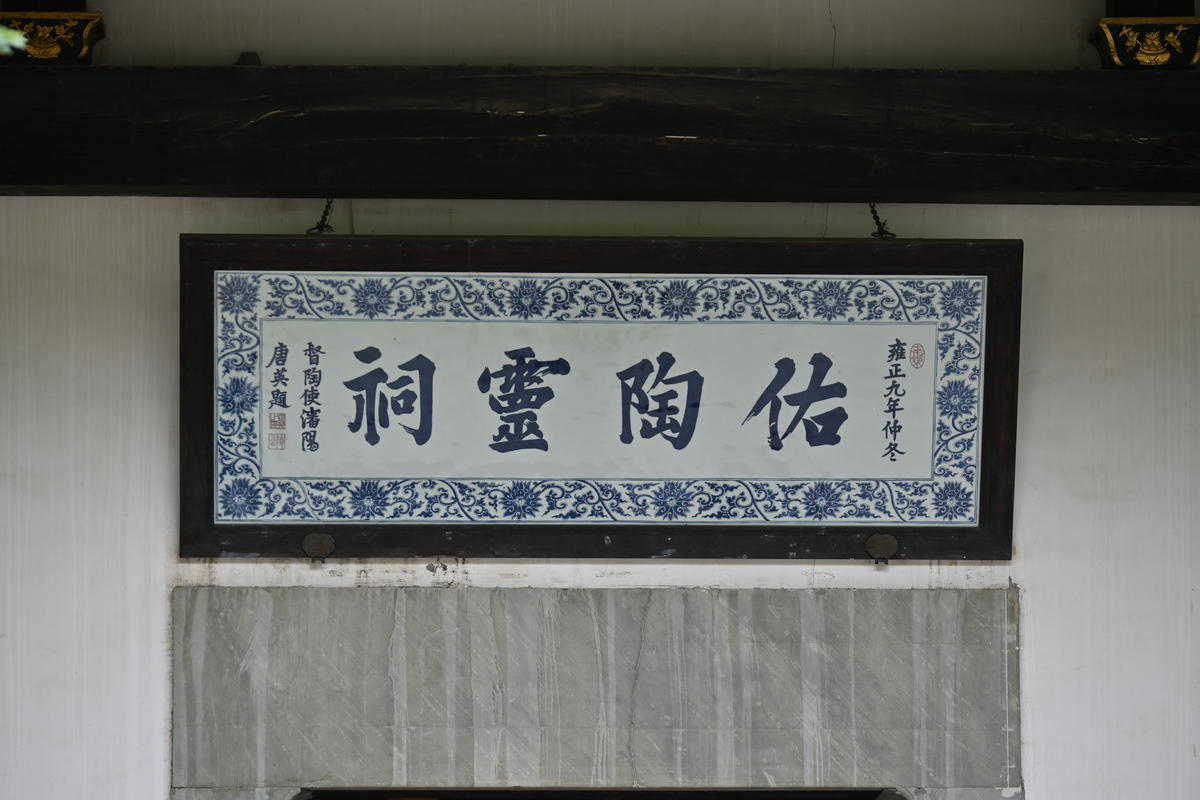 雍正九年仲冬
佑陶靈祠
督陶使瀋陽
唐英題